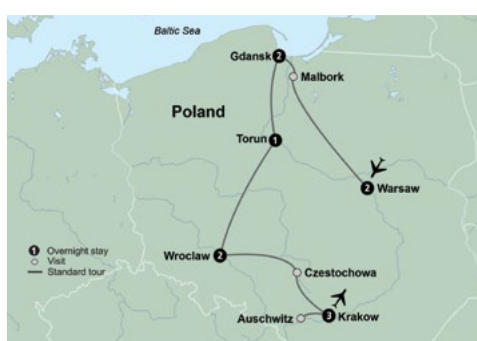 Baltic Sea
Gdansk 2
Malbork
Poland
Torun 1
2 Warsaw
1 Overnight stay
Visit
Standard tour
Wroclaw 2
Czestochowa
Auschwitz
3 Krakow